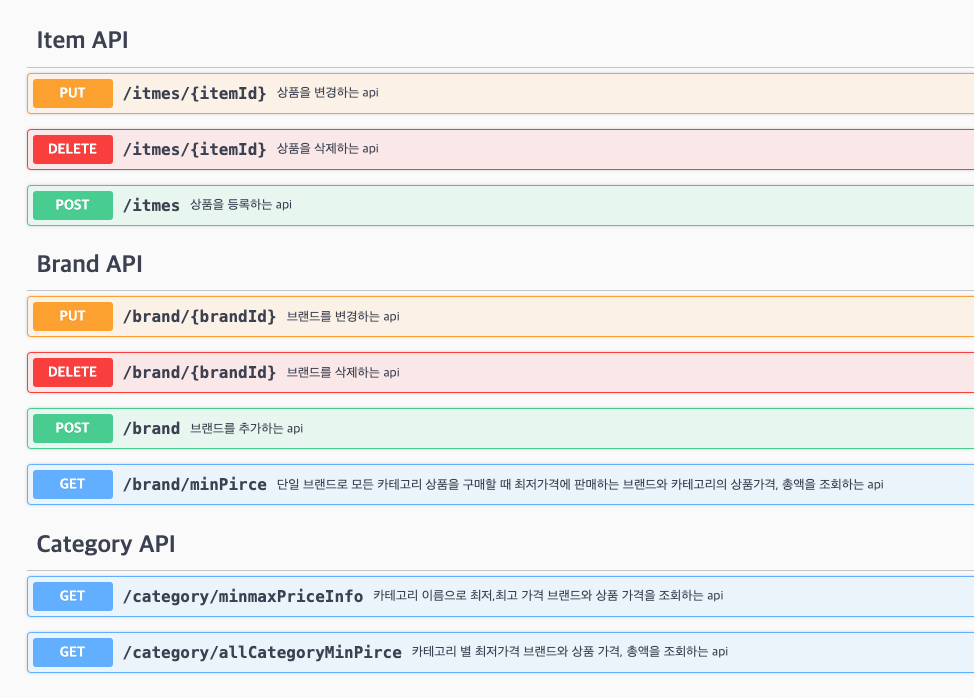 Item API
PUT /itmes/{itemId} 상품을 변경하는 api
DELETE /itmes/{itemId} 상품을 삭제하는 api
POST /itmes 상품을 등록하는 api
Brand API
PUT /brand/{brandId} 브랜드를 변경하는 api
DELETE /brand/{brandId} 브랜드를 삭제하는 api
POST /brand 브랜드를 추가하는 api
GET /brand/minPirce 단일 브랜드로 모든 카테고리 상품을 구매할 때 최저가격에 판매하는 브랜드와 카테고리의 상품가격, 총액을 조회하는 api
Category API
GET /category/minmaxPriceInfo 카테고리 이름으로 최저,최고 가격 브랜드와 상품 가격을 조회하는 api
GET /category/allCategoryMinPirce 카테고리 별 최저가격 브랜드와 상품 가격, 총액을 조회하는 api